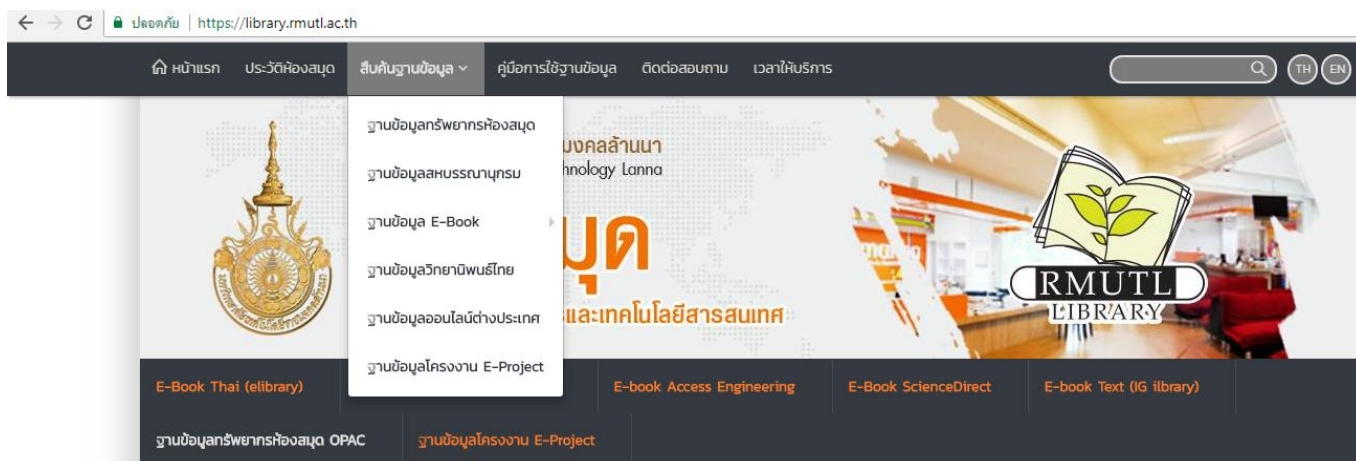 ปลอดภัย | https://library.rmutl.ac.th
หน้าแรก ประวัติห้องสมุด สืบค้นฐานข้อมูล คู่มือการใช้ฐานข้อมูล ติดต่อสอบถาม เวลาให้บริการ TH EN
ฐานข้อมูลทรัพยากรห้องสมุด
ฐานข้อมูลสหบรรณานุกรม
ฐานข้อมูล E-Book
ฐานข้อมูลวิทยานิพนธ์ไทย
ฐานข้อมูลออนไลน์ต่างประเทศ
ฐานข้อมูลโครงงาน E-Project
มงคลล้านนา
hnology Lanna
มุด
และเทคโนโลยีสารสนเทศ
RMUTL
LIBRARY
E-Book Thai (elibrary) E-book Access Engineering E-Book ScienceDirect E-book Text (IG ilbrary)
ฐานข้อมูลทรัพยากรห้องสมุด OPAC ฐานข้อมูลโครงงาน E-Project